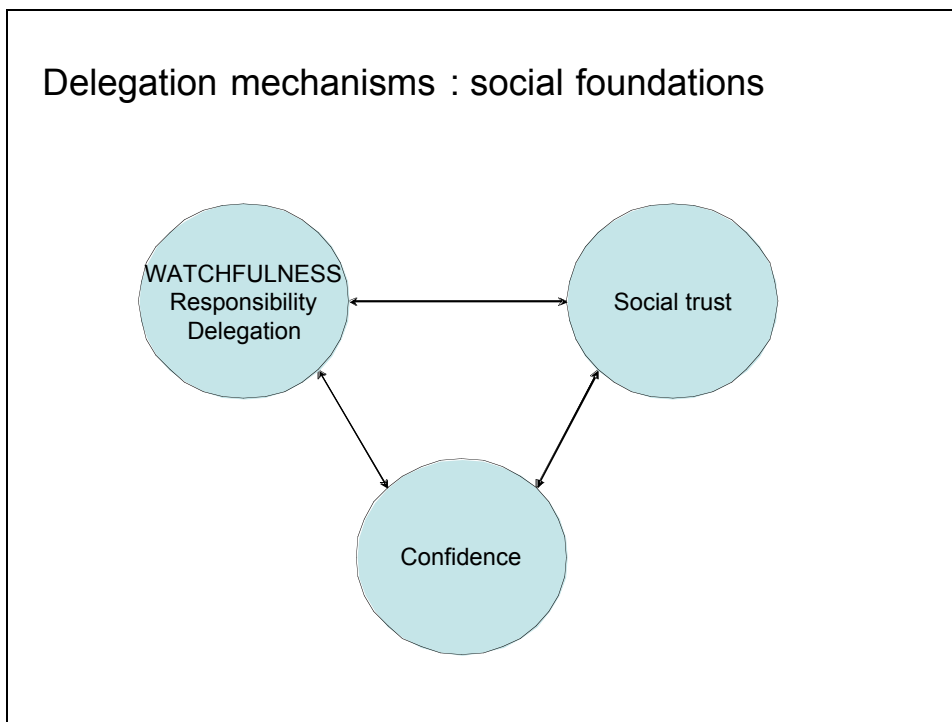 Delegation mechanisms : social foundations
WATCHFULNESS
Responsibility
Delegation
Social trust
Confidence